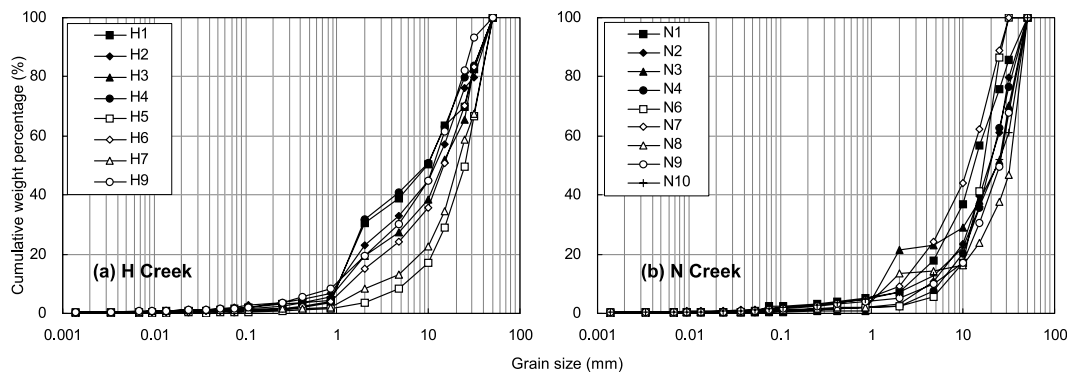 Cumulative weight percentage (%)
100
80
60
40
20
0
H1
H2
H3
H4
H5
H6
H7
H9
(a) H Creek
0.001 0.01 0.1 1 10 100
100
80
60
40
20
0
N1
N2
N3
N4
N6
N7
N8
N9
N10
(b) N Creek
0.001 0.01 0.1 1 10 100
Grain size (mm)